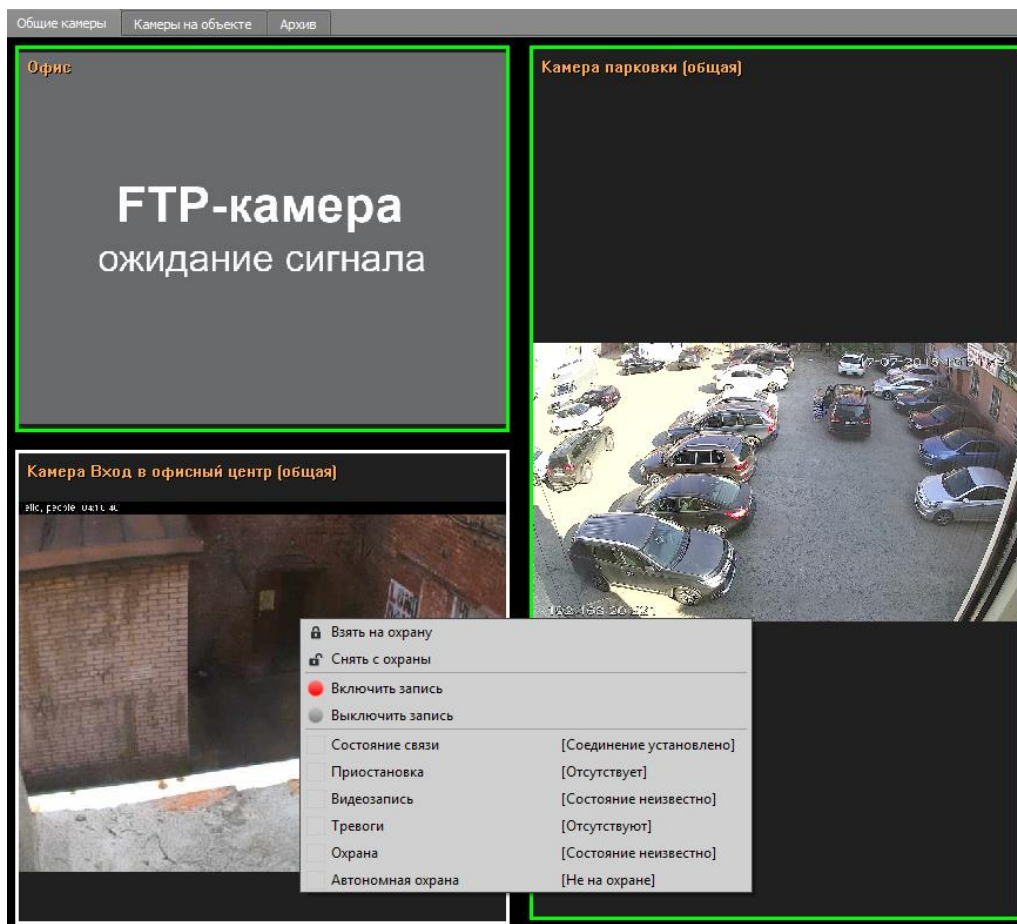 Общие камеры
Камеры на объекте
Архив
Офис
FTP-камера
ожидание сигнала
Камера парковки (общая)
Камера Вход в офисный центр (общая)
Взять на охрану
Снять с охраны
Включить запись
Выключить запись
Состояние связи [Соединение установлено]
Приостановка [Отсутствует]
Видеозапись [Состояние неизвестно]
Тревоги [Отсутствуют]
Охрана [Состояние неизвестно]
Автономная охрана [Не на охране]